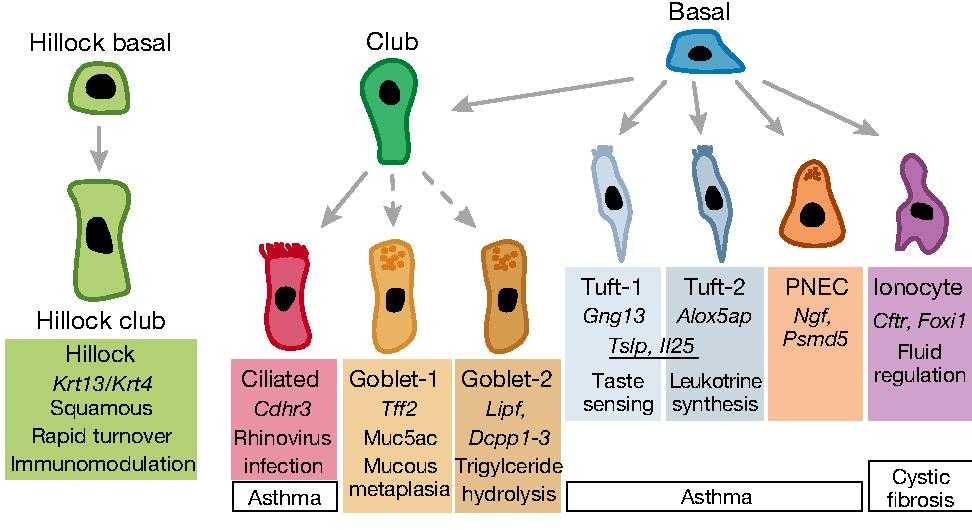 Hillock basal
Club
Basal
Hillock club
Hillock
Krt13/Krt4
Squamous
Rapid turnover
Immunomodulation
Ciliated
Cdhr3
Rhinovirus
infection
Asthma
Goblet-1
Tff2
Muc5ac
Mucous
metaplasia
Goblet-2
Lipf,
Dcpp1-3
Trigylceride
hydrolysis
Tuft-1
Gng13
Tuft-2
Alox5ap
Tslp, Il25
Taste
sensing
Leukotrine
synthesis
PNEC
Ngf,
Psmd5
Asthma
Ionocyte
Cftr, Foxi1
Fluid
regulation
Cystic
fibrosis